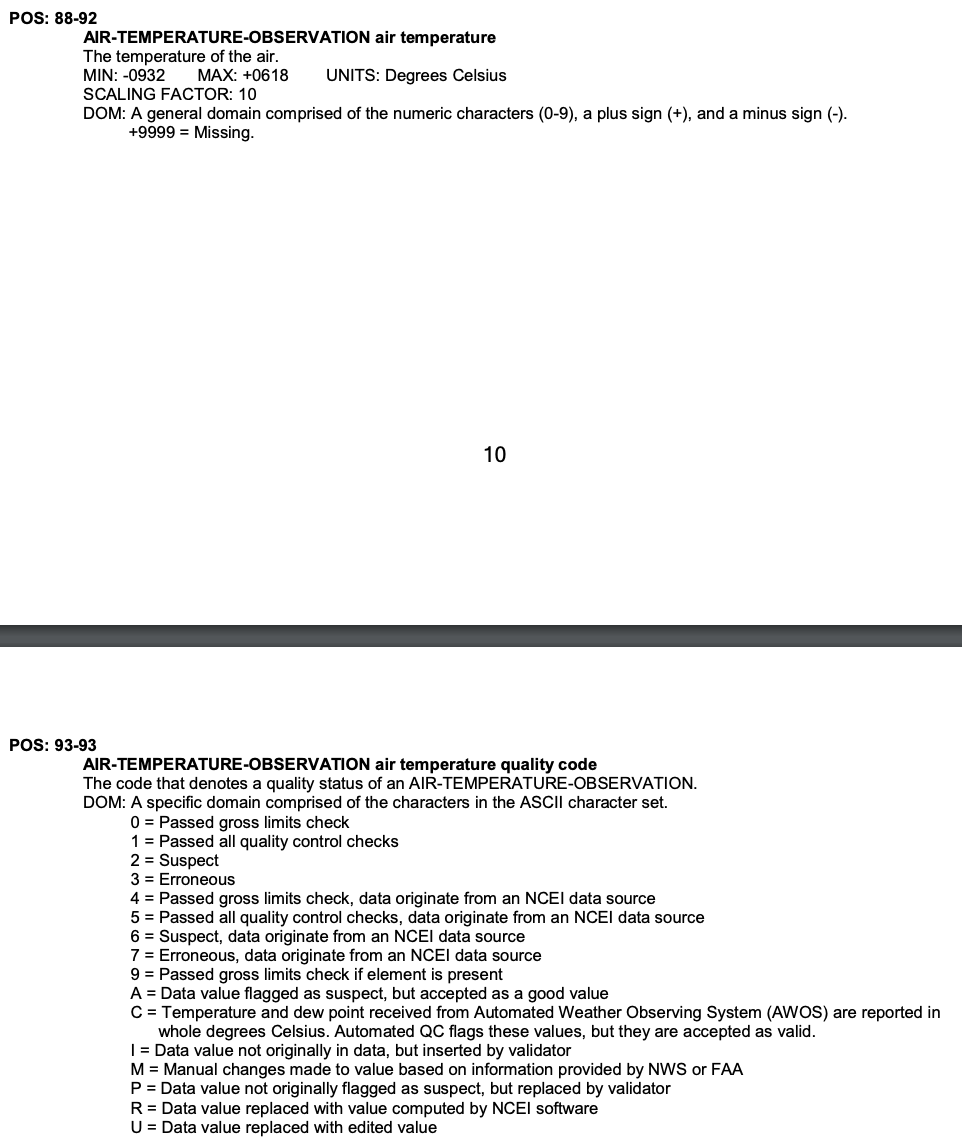 POS: 88-92
AIR-TEMPERATURE-OBSERVATION air temperature
The temperature of the air.
MIN: -0932 MAX: +0618 UNITS: Degrees Celsius
SCALING FACTOR: 10
DOM: A general domain comprised of the numeric characters (0-9), a plus sign (+), and a minus sign (-).
+9999 = Missing.
10
POS: 93-93
AIR-TEMPERATURE-OBSERVATION air temperature quality code
The code that denotes a quality status of an AIR-TEMPERATURE-OBSERVATION.
DOM: A specific domain comprised of the characters in the ASCII character set.
0 = Passed gross limits check
1 = Passed all quality control checks
2 = Suspect
3 = Erroneous
4 = Passed gross limits check, data originate from an NCEI data source
5 = Passed all quality control checks, data originate from an NCEI data source
6 = Suspect, data originate from an NCEI data source
7 = Erroneous, data originate from an NCEI data source
9 = Passed gross limits check if element is present
A = Data value flagged as suspect, but accepted as a good value
C = Temperature and dew point received from Automated Weather Observing System (AWOS) are reported in
whole degrees Celsius. Automated QC flags these values, but they are accepted as valid.
I = Data value not originally in data, but inserted by validator
M = Manual changes made to value based on information provided by NWS or FAA
P = Data value not originally flagged as suspect, but replaced by validator
R = Data value replaced with value computed by NCEI software
U = Data value replaced with edited value